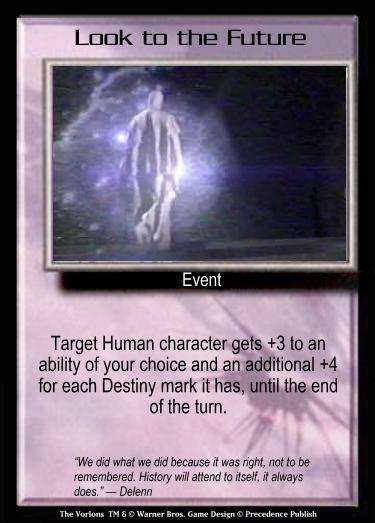 Look to the Future
Event
Target Human character gets +3 to an
ability of your choice and an additional +4
for each Destiny mark it has, until the end
of the turn.
“We did what we did because it was right, not to be
remembered. History will attend to itself, it always
does.” — Delenn
The Vorlons TM & © Warner Bros. Game Design © Precedence Publish